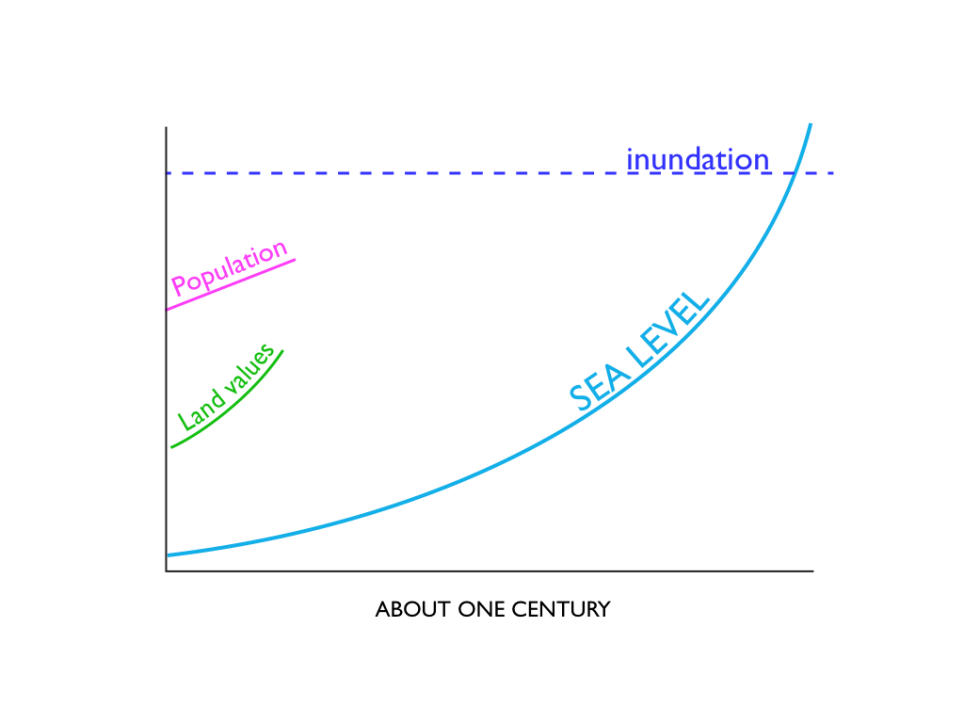 inundation
Population
Land values
SEA LEVEL
ABOUT ONE CENTURY